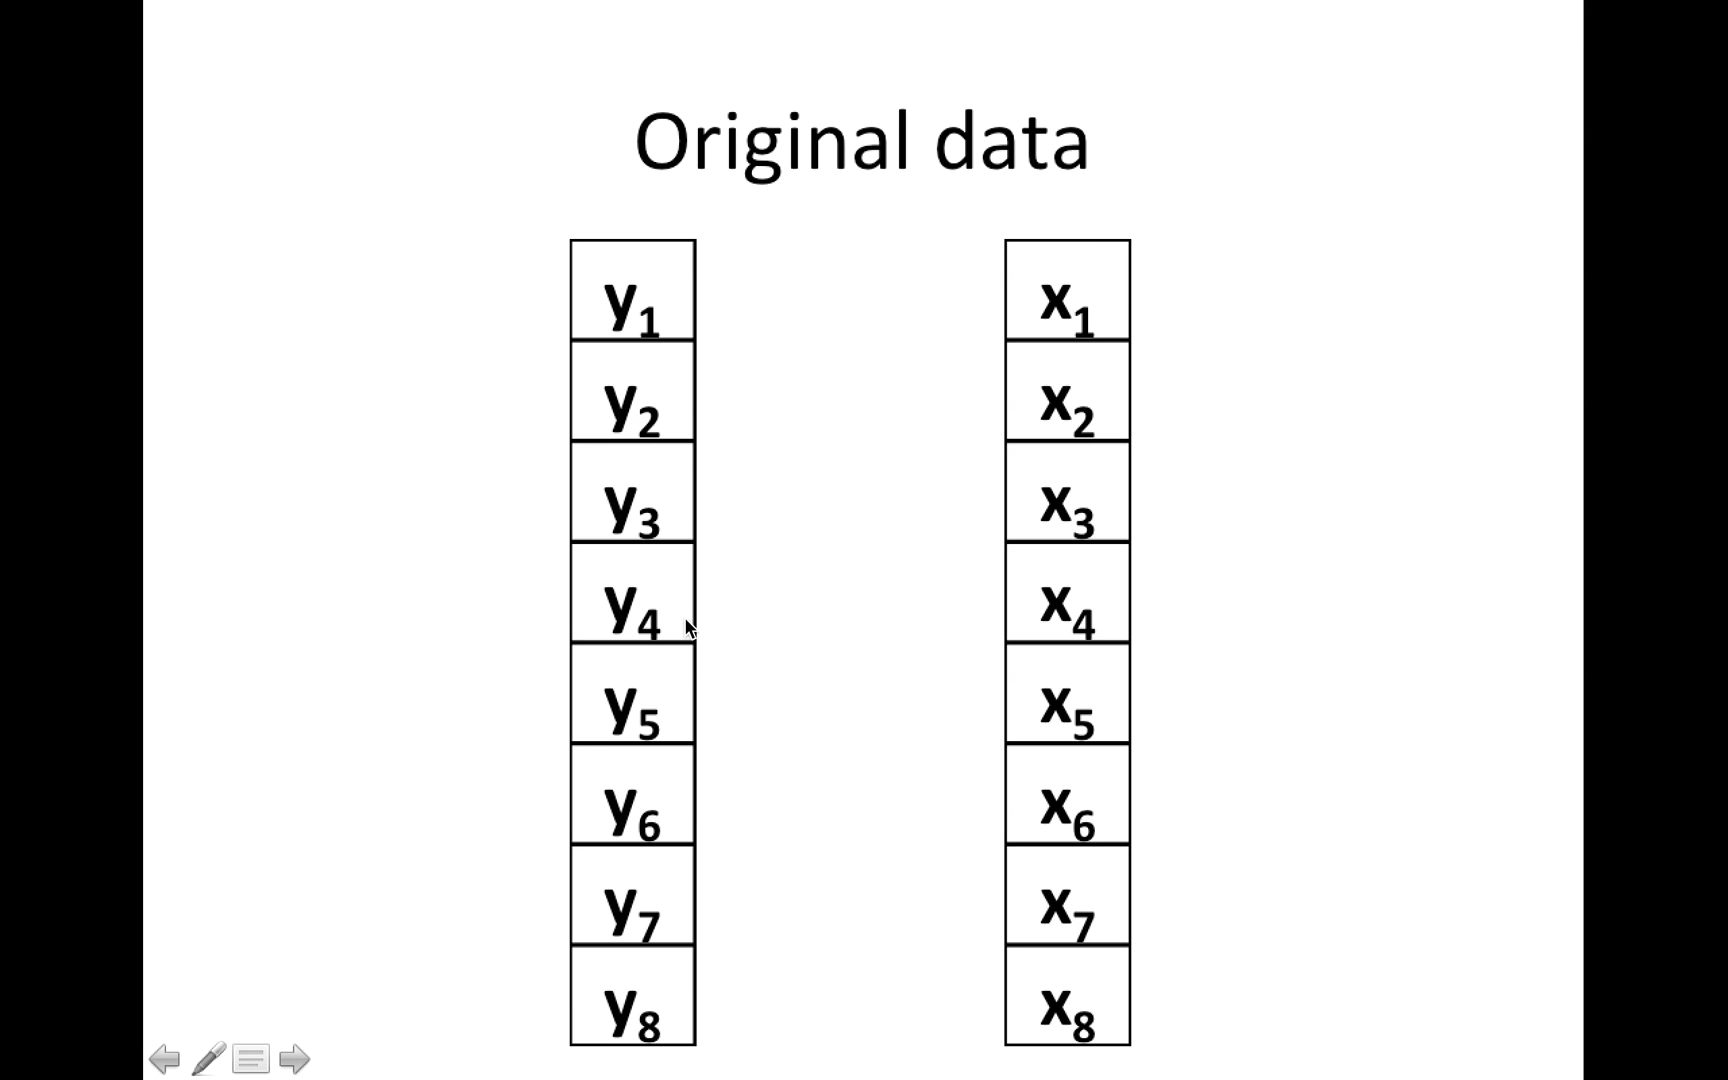 Original data
y1 x1
y2 x2
y3 x3
y4 x4
y5 x5
y6 x6
y7 x7
y8 x8